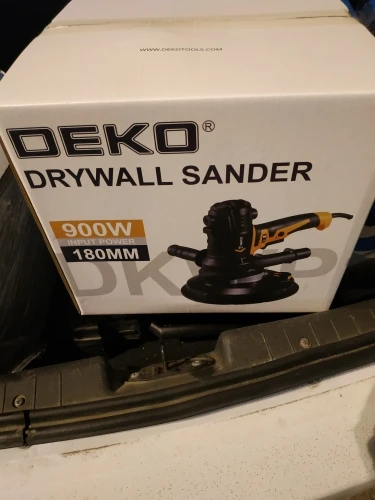 WWW.DEKOTOOLS.COM
DEKO®
DRYWALL SANDER
900W
INPUT POWER
180MM